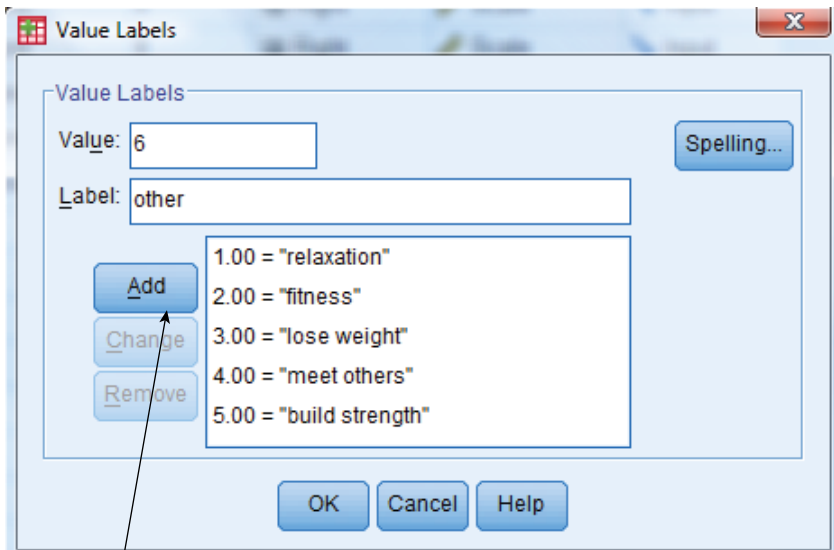 Value Labels
Value Labels
Value: 6
Spelling...
Label: other
Add
Change
Remove
1.00 = "relaxation"
2.00 = "fitness"
3.00 = "lose weight"
4.00 = "meet others"
5.00 = "build strength"
OK Cancel Help